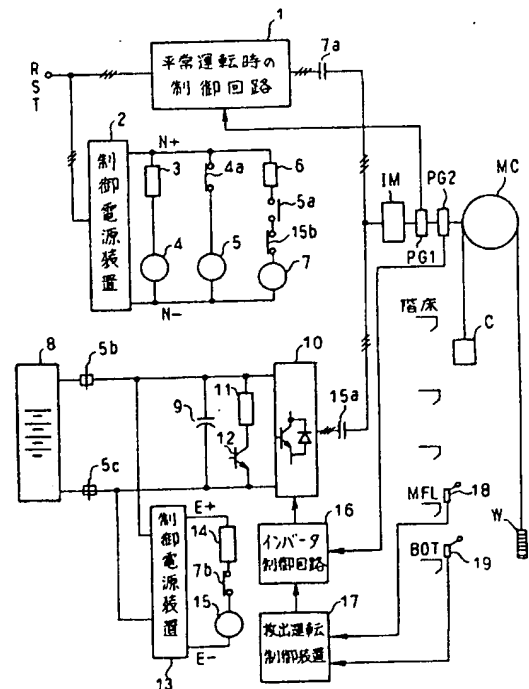 1
平常運転時の
制御回路
7a
R
S
T
2
制御電源装置
N+
3
4a
6
5a
15b
4
5
7
N-
IM
PG1
PG2
MC
階床
C
8
5b
5c
9
10
11
12
15a
制御電源装置
13
E+
14
7b
15
E-
16
インバータ
制御回路
17
救出運転
制御装置
MFL
18
BOT
19
W